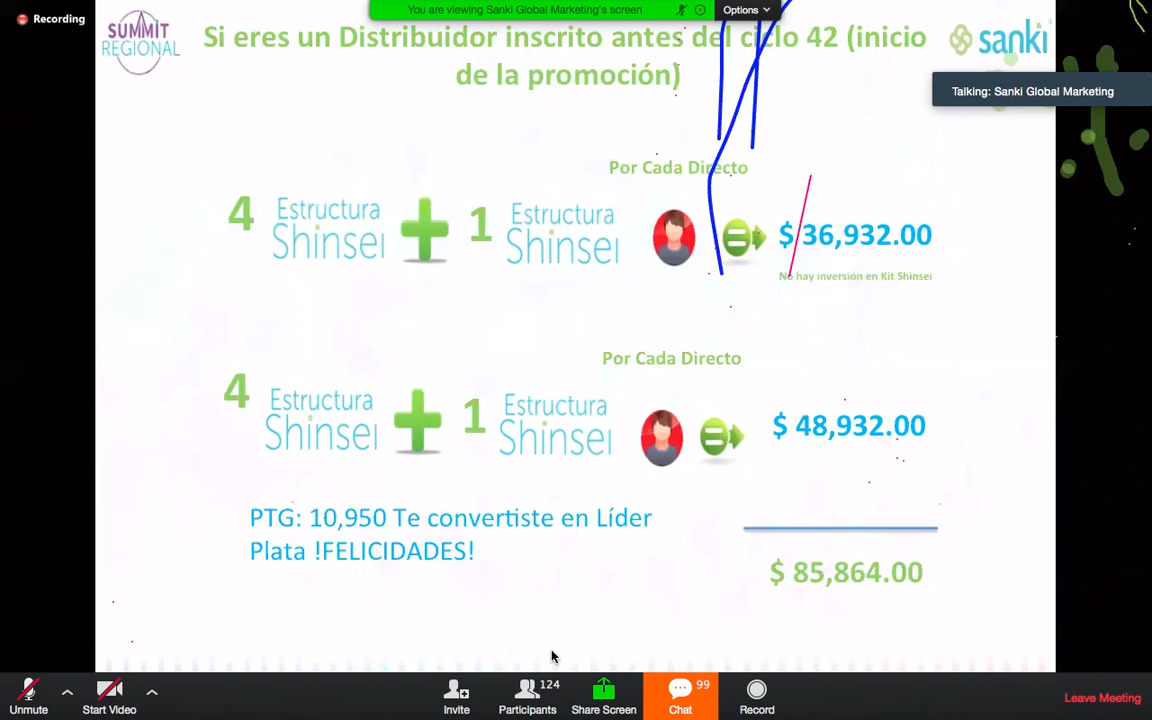 Recording
You are viewing Sanki Global Marketing's screen
Options
SUMMIT
REGIONAL
Si eres un Distribuidor inscrito antes del ciclo 42 (inicio
de la promoción)
sanki
Talking: Sanki Global Marketing
Por Cada Directo
4 Estructura Shinsei 1 Estructura Shinsei $ 36,932.00
No hay inversión en Kit Shinsei
Por Cada Directo
4 Estructura Shinsei 1 Estructura Shinsei $ 48,932.00
PTG: 10,950 Te convertiste en Líder
Plata !FELICIDADES!
$ 85,864.00
Unmute
Start Video
Invite
124
Participants
Share Screen
99
Chat
Record
Leave Meeting